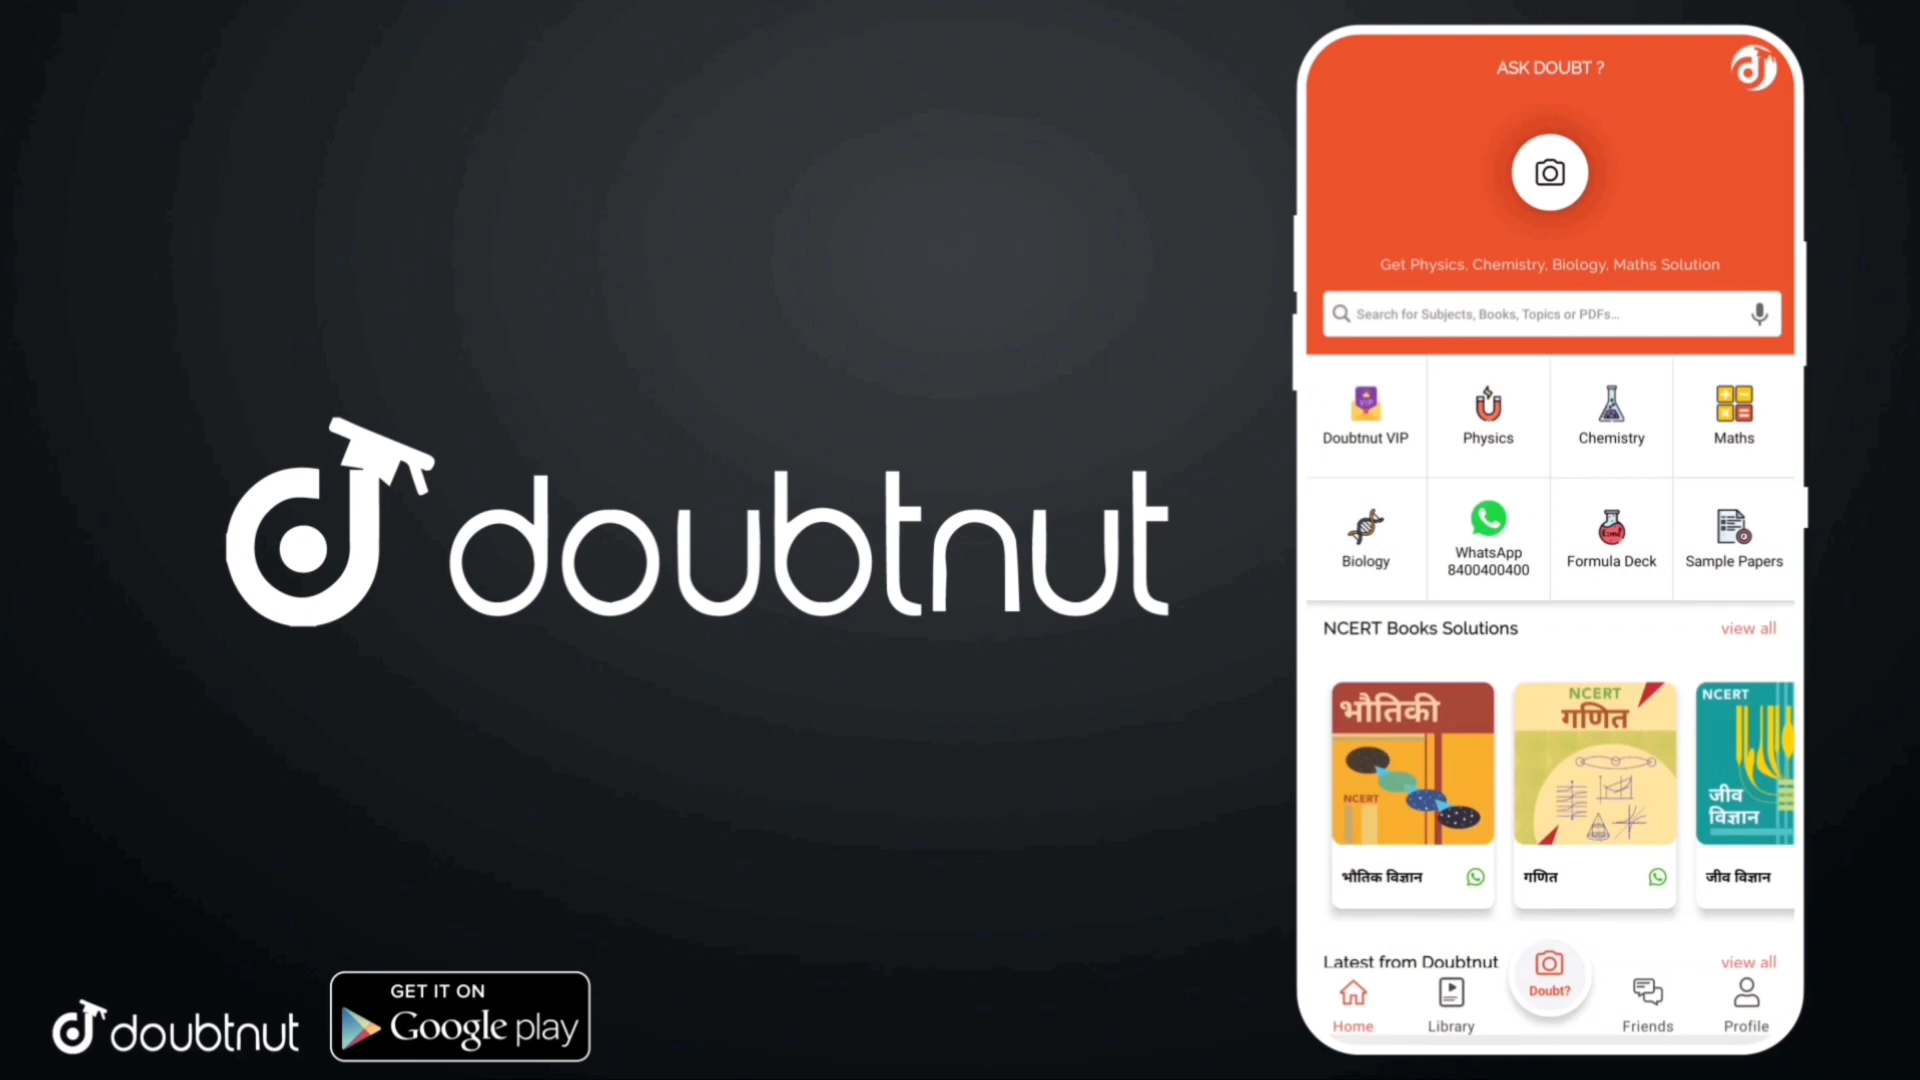 doubtnut
doubtnut
GET IT ON
Google play
ASK DOUBT ?
Get Physics, Chemistry, Biology, Maths Solution
Search for Subjects, Books, Topics or PDFs...
VIP
Doubtnut VIP
Physics
Chemistry
Maths
Biology
WhatsApp
8400400400
Formula Deck
Sample Papers
NCERT Books Solutions
view all
भौतिकी
NCERT
भौतिक विज्ञान
NCERT
गणित
गणित
NCERT
जीव
विज्ञान
जीव विज्ञान
Latest from Doubtnut
view all
Home
Library
Doubt?
Friends
Profile